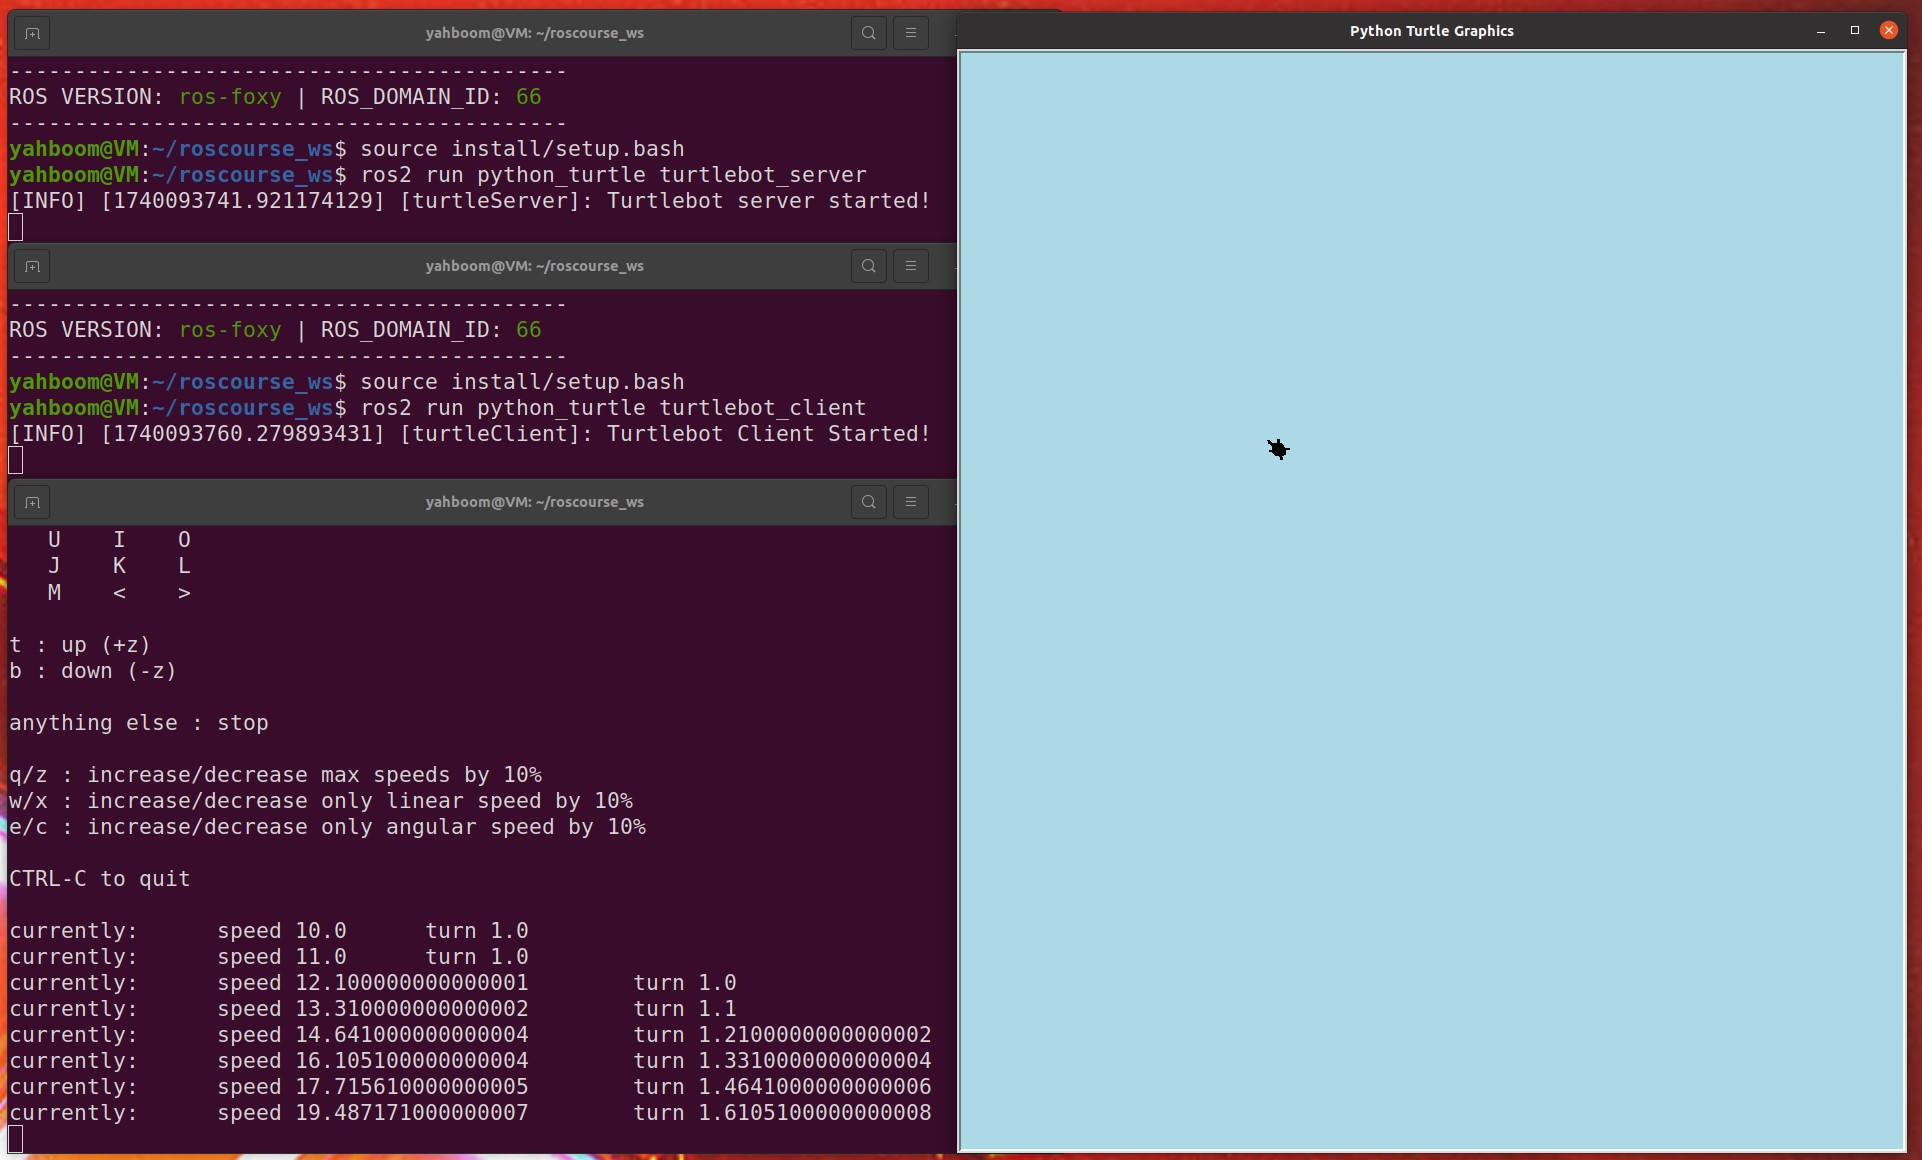 yahboom@VM: ~/roscourse_ws
-------------------------------------------
ROS VERSION: ros-foxy | ROS_DOMAIN_ID: 66
-------------------------------------------
yahboom@VM:~/roscourse_ws$ source install/setup.bash
yahboom@VM:~/roscourse_ws$ ros2 run python_turtle turtlebot_server
[INFO] [1740093741.921174129] [turtleServer]: Turtlebot server started!
yahboom@VM: ~/roscourse_ws
-------------------------------------------
ROS VERSION: ros-foxy | ROS_DOMAIN_ID: 66
-------------------------------------------
yahboom@VM:~/roscourse_ws$ source install/setup.bash
yahboom@VM:~/roscourse_ws$ ros2 run python_turtle turtlebot_client
[INFO] [1740093760.279893431] [turtleClient]: Turtlebot Client Started!
yahboom@VM: ~/roscourse_ws
U I O
J K L
M < >
t : up (+z)
b : down (-z)
anything else : stop
q/z : increase/decrease max speeds by 10%
w/x : increase/decrease only linear speed by 10%
e/c : increase/decrease only angular speed by 10%
CTRL-C to quit
currently: speed 10.0 turn 1.0
currently: speed 11.0 turn 1.0
currently: speed 12.100000000000001 turn 1.0
currently: speed 13.310000000000002 turn 1.1
currently: speed 14.641000000000004 turn 1.2100000000000002
currently: speed 16.105100000000004 turn 1.3310000000000004
currently: speed 17.715610000000005 turn 1.4641000000000006
currently: speed 19.487171000000007 turn 1.6105100000000008
Python Turtle Graphics